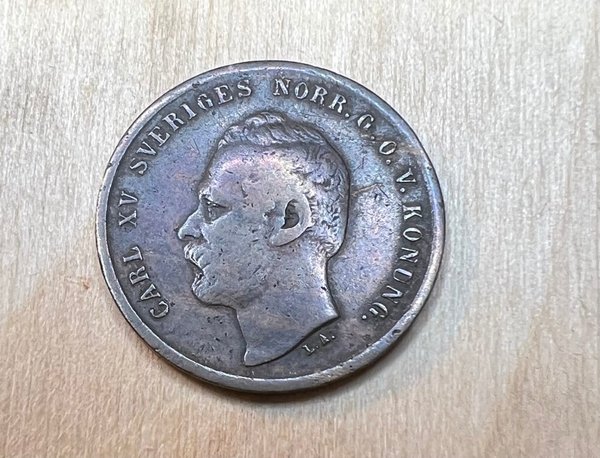 CARL XV SVERIGES NORR. G. O. V. KONUNG.
L.A.